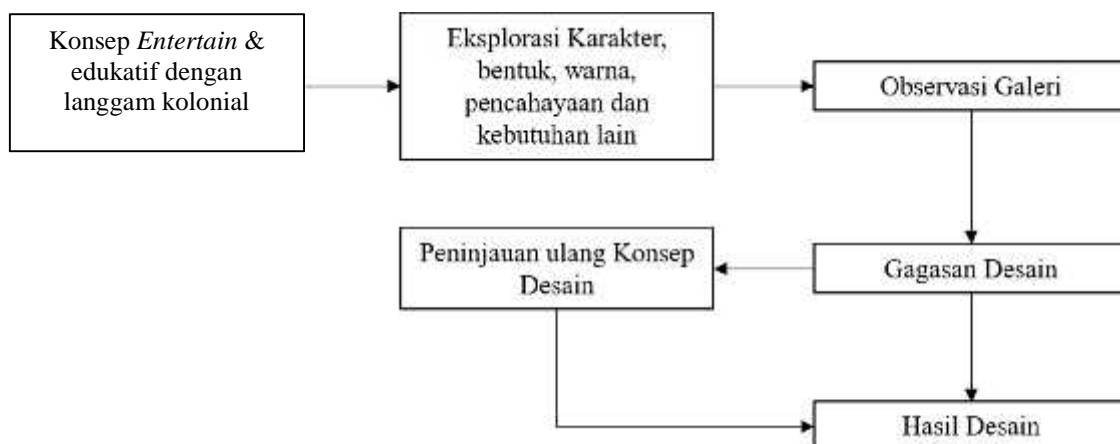 Konsep Entertain &
edukatif dengan
langgam kolonial
Eksplorasi Karakter,
bentuk, warna,
pencahayaan dan
kebutuhan lain
Observasi Galeri
Peninjauan ulang Konsep
Desain
Gagasan Desain
Hasil Desain